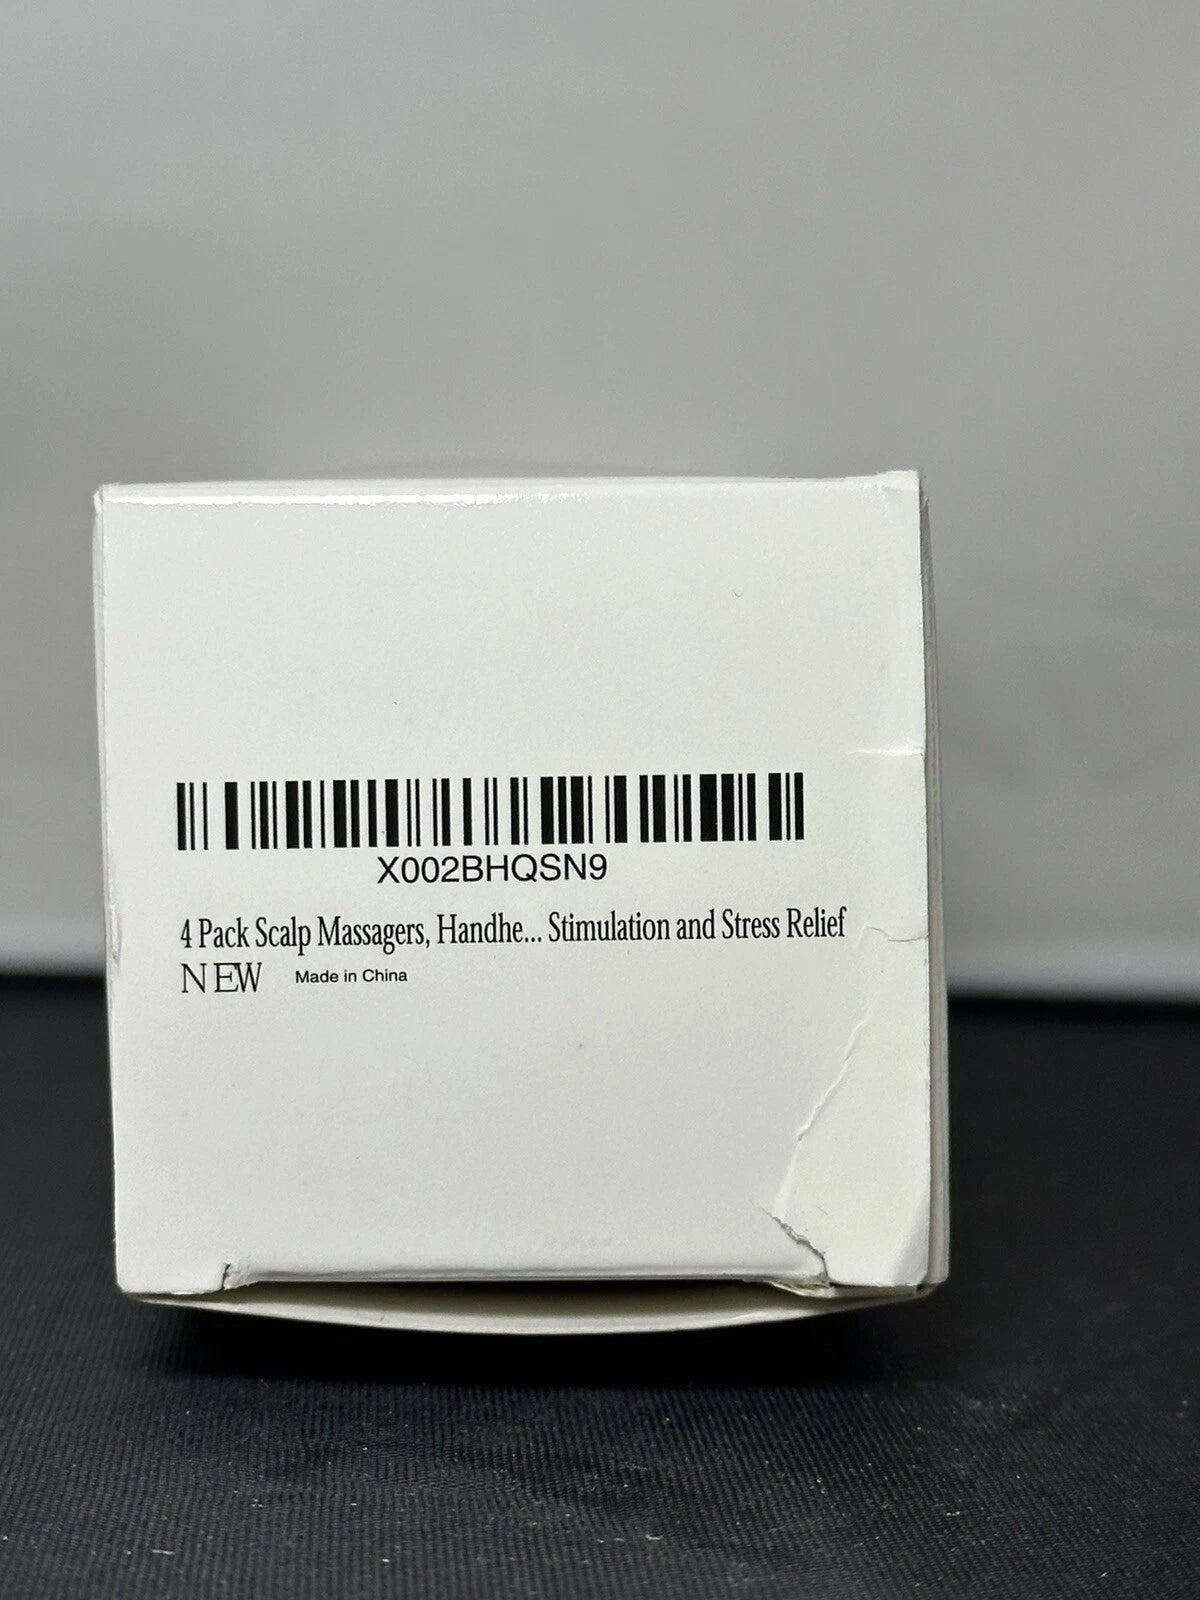 X002BHQSN9
4 Pack Scalp Massagers, Handhe... Stimulation and Stress Relief
NEW Made in China